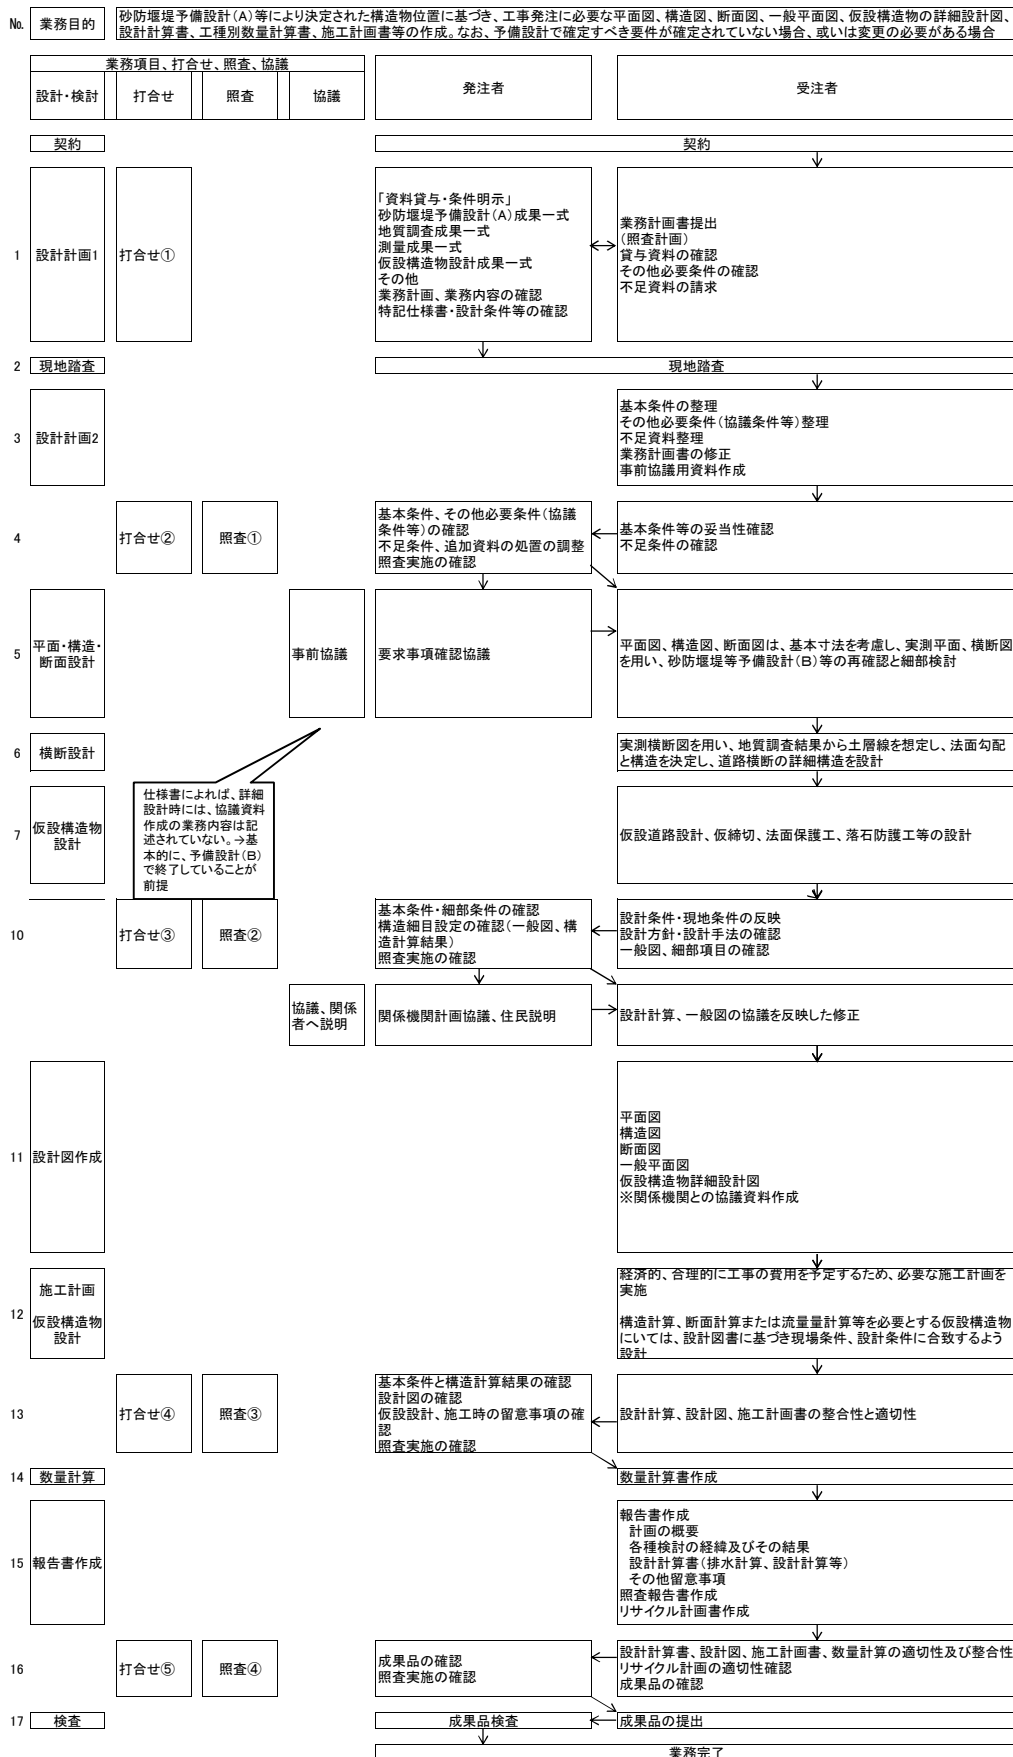 No.
業務目的
砂防堰堤予備設計(A)等により決定された構造物位置に基づき、工事発注に必要な平面図、構造図、断面図、一般平面図、仮設構造物の詳細設計図、
設計計算書、工種別数量計算書、施工計画書等の作成。なお、予備設計で確定すべき要件が確定されていない場合、或いは変更の必要がある場合
業務項目、打合せ、照査、協議
設計・検討
打合せ
照査
協議
発注者
受注者
契約
契約
1
設計計画1
打合せ①
「資料貸与・条件明示」
砂防堰堤予備設計(A)成果一式
地質調査成果一式
測量成果一式
仮設構造物設計成果一式
その他
業務計画、業務内容の確認
特記仕様書・設計条件等の確認
業務計画書提出
(照査計画)
貸与資料の確認
その他必要条件の確認
不足資料の請求
2
現地踏査
現地踏査
3
設計計画2
基本条件の整理
その他必要条件(協議条件等)整理
不足資料整理
業務計画書の修正
事前協議用資料作成
4
打合せ②
照査①
基本条件、その他必要条件(協議
条件等)の確認
不足条件、追加資料の処置の調整
照査実施の確認
基本条件等の妥当性確認
不足条件の確認
5
平面・構造・
断面設計
事前協議
要求事項確認協議
平面図、構造図、断面図は、基本寸法を考慮し、実測平面、横断図
を用い、砂防堰堤等予備設計(B)等の再確認と細部検討
6
横断設計
実測横断図を用い、地質調査結果から土層線を想定し、法面勾配
と構造を決定し、道路横断の詳細構造を設計
仕様書によれば、詳細
設計時には、協議資料
作成の業務内容は記
述されていない。→基
本的に、予備設計(B)
で終了していることが
前提
7
仮設構造物
設計
仮設道路設計、仮締切、法面保護工、落石防護工等の設計
10
打合せ③
照査②
基本条件・細部条件の確認
構造細目設定の確認(一般図、構
造計算結果)
照査実施の確認
設計条件・現地条件の反映
設計方針・設計手法の確認
一般図、細部項目の確認
協議、関係
者へ説明
関係機関計画協議、住民説明
設計計算、一般図の協議を反映した修正
11
設計図作成
平面図
構造図
断面図
一般平面図
仮設構造物詳細設計図
※関係機関との協議資料作成
12
施工計画
仮設構造物
設計
経済的、合理的に工事の費用を予定するため、必要な施工計画を
実施
構造計算、断面計算または流量量計算等を必要とする仮設構造物
にいては、設計図書に基づき現場条件、設計条件に合致するよう
設計
13
打合せ④
照査③
基本条件と構造計算結果の確認
設計図の確認
仮設設計、施工時の留意事項の確
認
照査実施の確認
設計計算、設計図、施工計画書の整合性と適切性
14
数量計算
数量計算書作成
15
報告書作成
報告書作成
計画の概要
各種検討の経緯及びその結果
設計計算書(排水計算、設計計算等)
その他留意事項
照査報告書作成
リサイクル計画書作成
16
打合せ⑤
照査④
成果品の確認
照査実施の確認
設計計算書、設計図、施工計画書、数量計算の適切性及び整合性
リサイクル計画の適切性確認
成果品の確認
17
検査
成果品検査
成果品の提出
業務完了